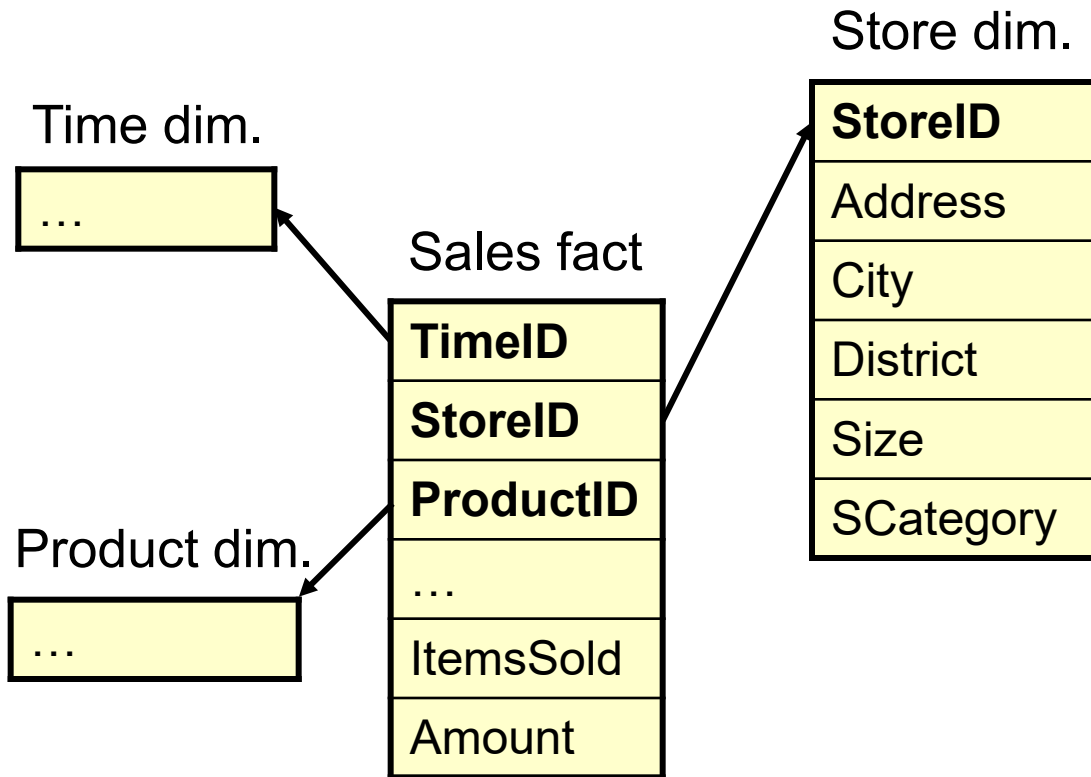 Time dim.
…
Product dim.
…
Sales fact
TimeID
StoreID
ProductID
…
ItemsSold
Amount
Store dim.
StoreID
Address
City
District
Size
SCategory